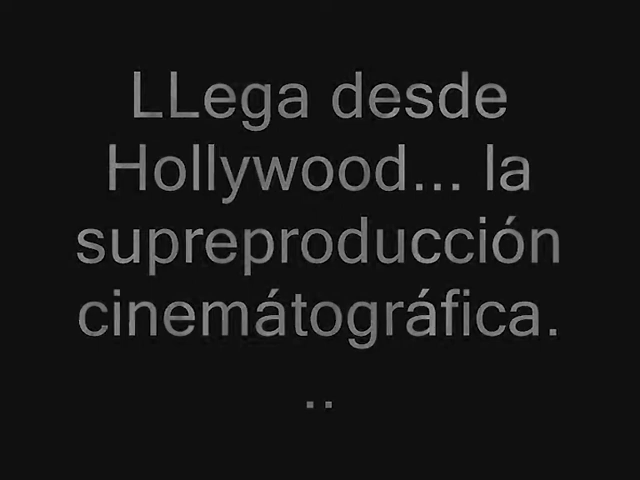 LLega desde
Hollywood... la
supreproducción
cinemátográfica.
..